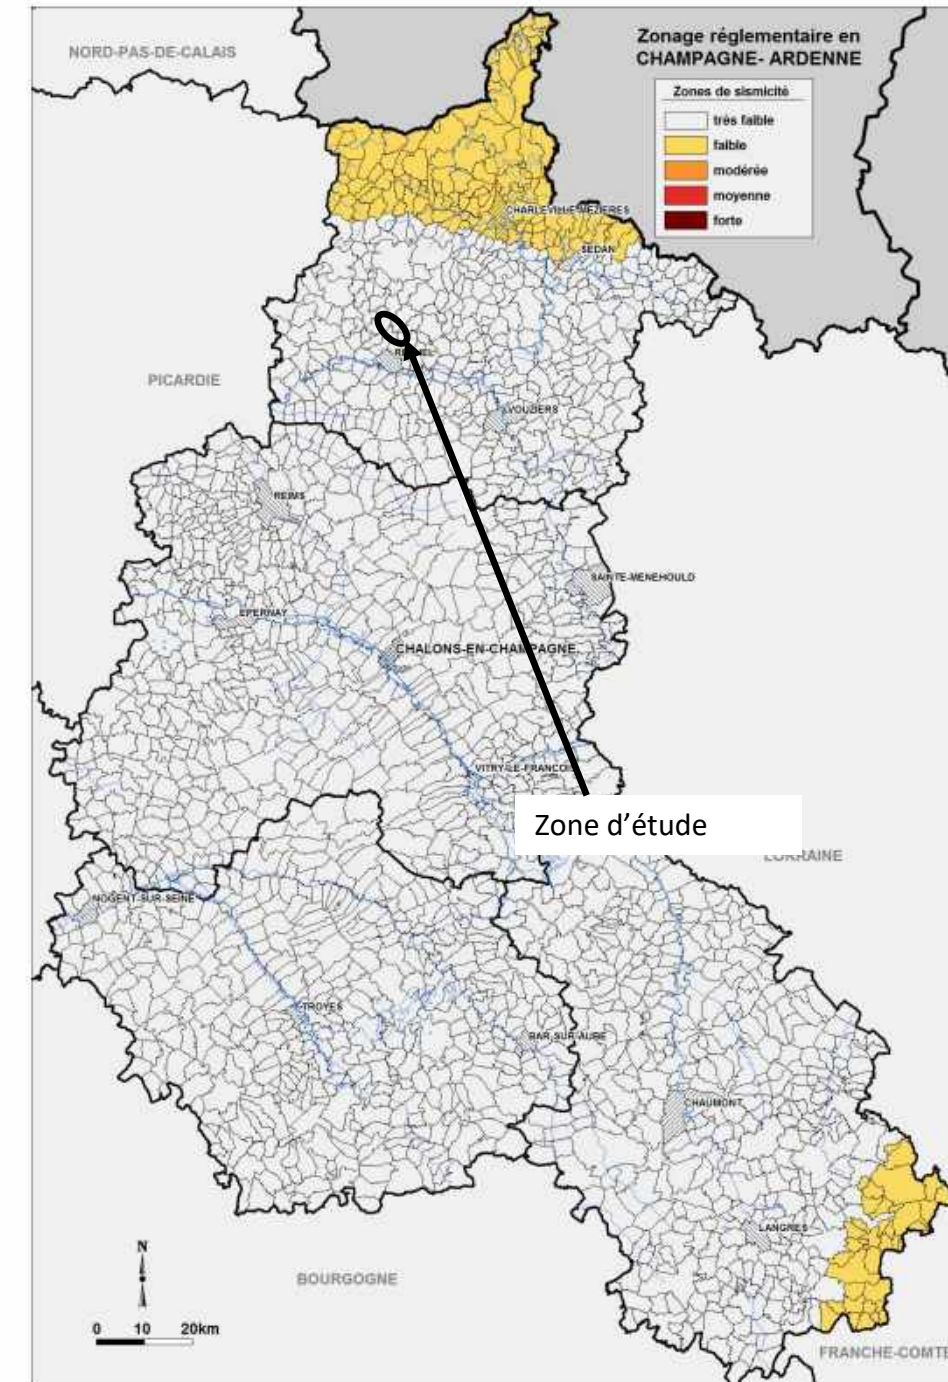 NORD-PAS-DE-CALAIS
Zonage réglementaire en
CHAMPAGNE- ARDENNE
Zones de sismicité
très faible
faible
modérée
moyenne
forte
CHARLEVILLE-MEZIERES
SEDAN
PICARDIE
VOUZIERS
REIMS
SAINTE-MENEHOULD
EPERNAY
CHALONS-EN-CHAMPAGNE
VITRY-LE-FRANCOIS
Zone d'étude
LORRAINE
NOGENT-SUR-SEINE
TROYES
BAR-SUR-AUBE
CHAUMONT
LANGRES
N
BOURGOGNE
0 10 20km
FRANCHE-COMTE